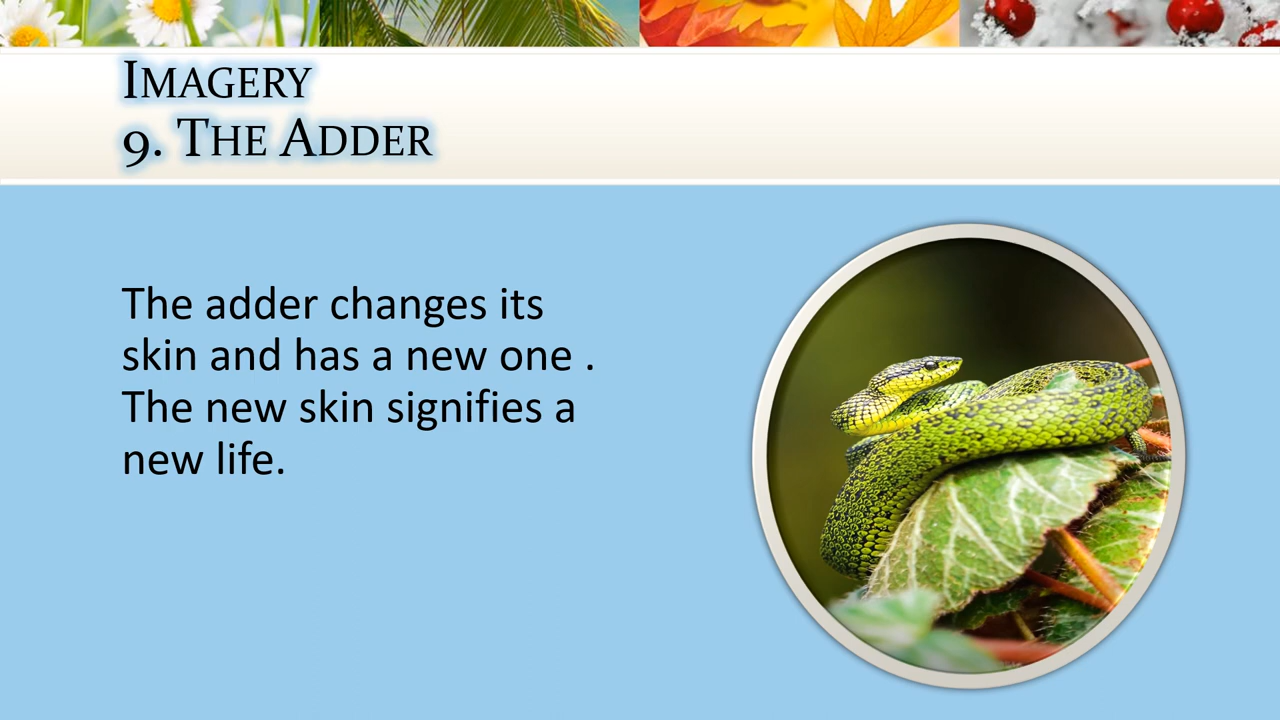 Imagery
9. The Adder
The adder changes its
skin and has a new one .
The new skin signifies a
new life.